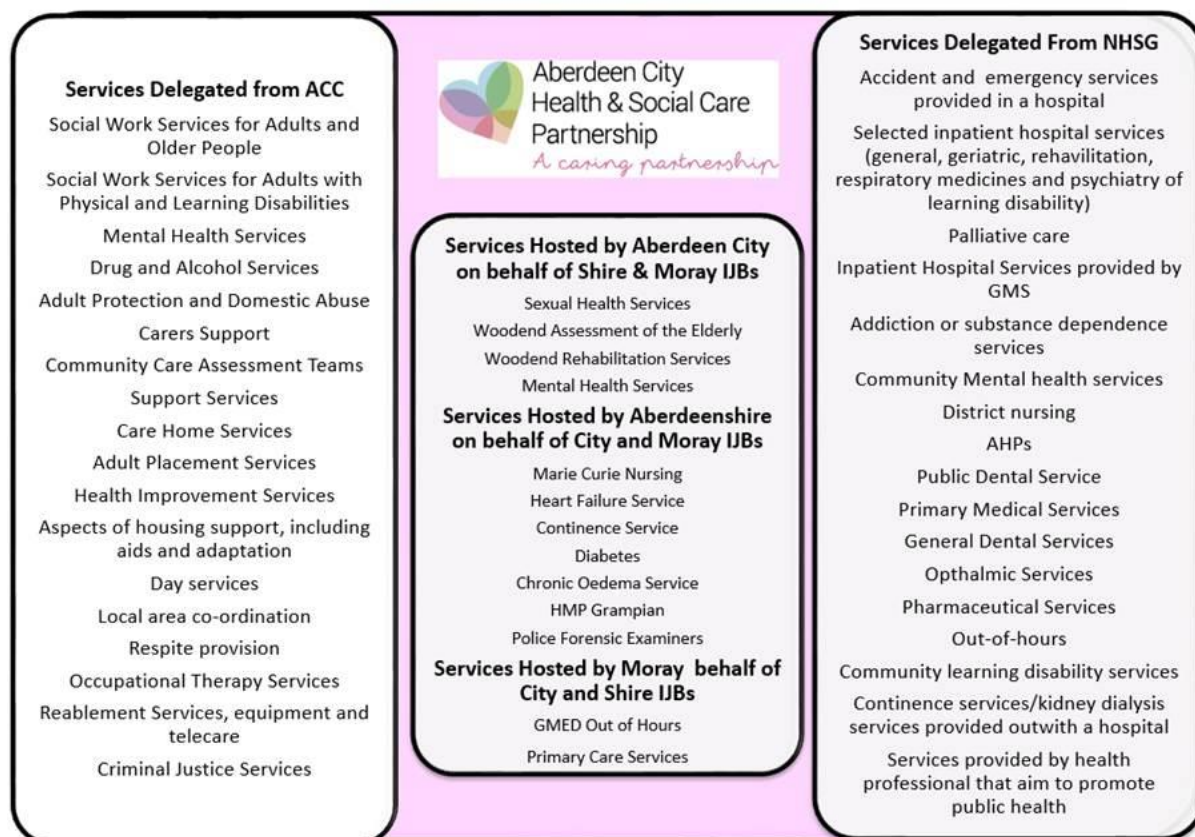 Services Delegated from ACC
Social Work Services for Adults and
Older People
Social Work Services for Adults with
Physical and Learning Disabilities
Mental Health Services
Drug and Alcohol Services
Adult Protection and Domestic Abuse
Carers Support
Community Care Assessment Teams
Support Services
Care Home Services
Adult Placement Services
Health Improvement Services
Aspects of housing support, including
aids and adaptation
Day services
Local area co-ordination
Respite provision
Occupational Therapy Services
Reablement Services, equipment and
telecare
Criminal Justice Services
Aberdeen City
Health & Social Care
Partnership
A caring partnership
Services Hosted by Aberdeen City
on behalf of Shire & Moray IJBs
Sexual Health Services
Woodend Assessment of the Elderly
Woodend Rehabilitation Services
Mental Health Services
Services Hosted by Aberdeenshire
on behalf of City and Moray IJBs
Marie Curie Nursing
Heart Failure Service
Continence Service
Diabetes
Chronic Oedema Service
HMP Grampian
Police Forensic Examiners
Services Hosted by Moray behalf of
City and Shire IJBs
GMED Out of Hours
Primary Care Services
Services Delegated From NHSG
Accident and emergency services
provided in a hospital
Selected inpatient hospital services
(general, geriatric, rehavilitation,
respiratory medicines and psychiatry of
learning disability)
Palliative care
Inpatient Hospital Services provided by
GMS
Addiction or substance dependence
services
Community Mental health services
District nursing
AHPs
Public Dental Service
Primary Medical Services
General Dental Services
Opthalmic Services
Pharmaceutical Services
Out-of-hours
Community learning disability services
Continence services/kidney dialysis
services provided outwith a hospital
Services provided by health
professional that aim to promote
public health